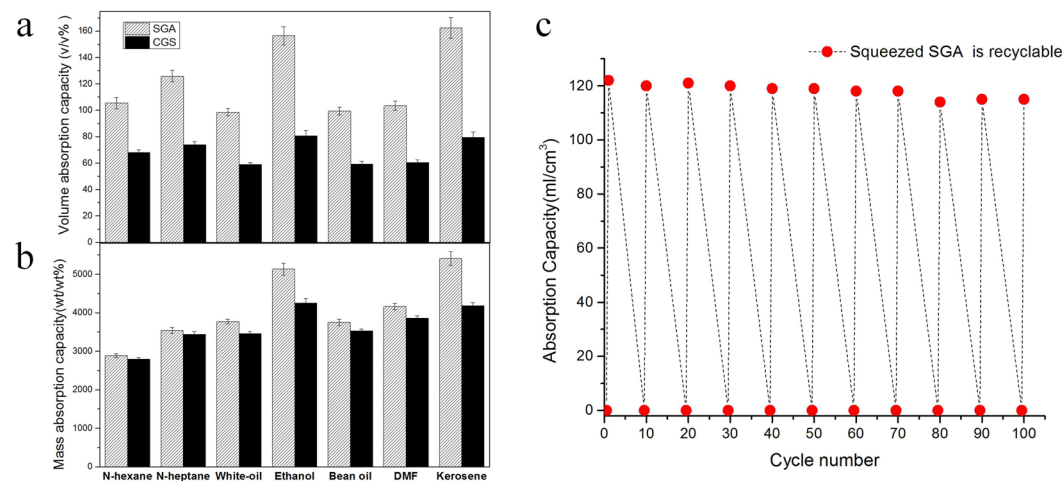 a
SGA
CGS
Volume absorption capacity (v/v%)
160
140
120
100
80
60
40
20
0
b
Mass absorption capacity(wt/wt%)
5000
4000
3000
2000
1000
0
N-hexane N-heptane White-oil Ethanol Bean oil DMF Kerosene
c
Squeezed SGA is recyclable
Absorption Capacity(ml/cm³)
120
100
80
60
40
20
0
0 10 20 30 40 50 60 70 80 90 100
Cycle number